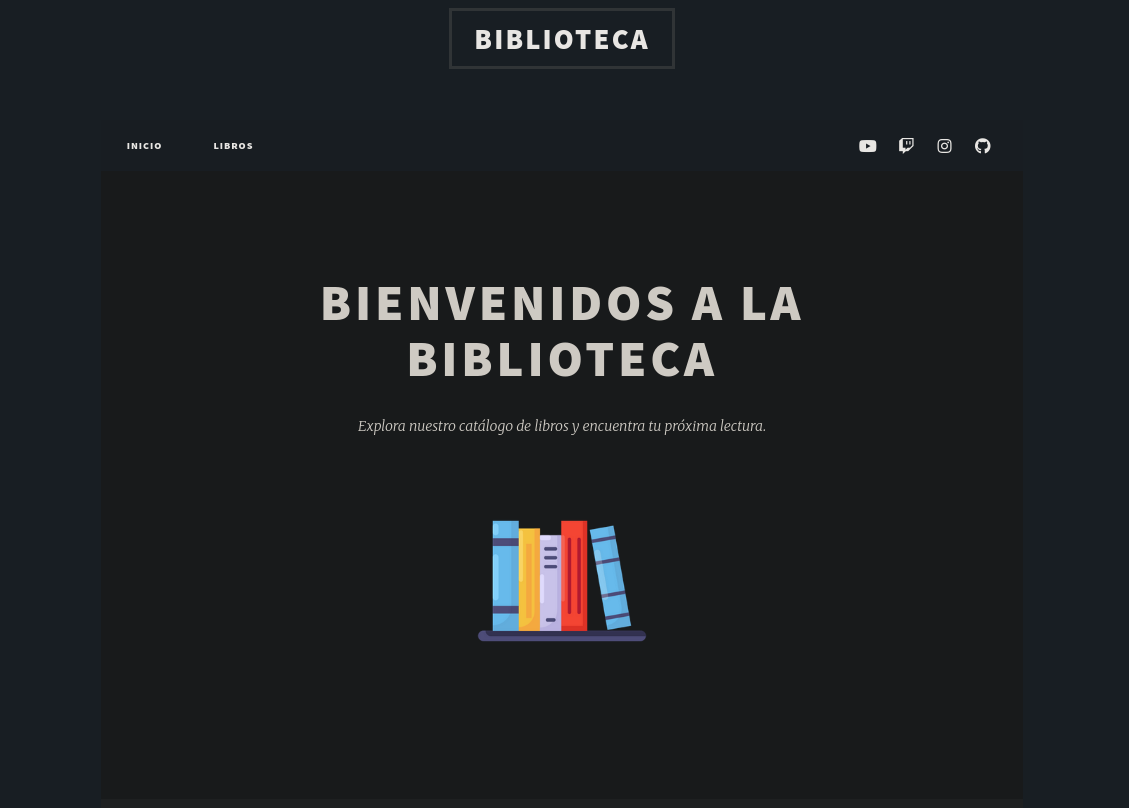 BIBLIOTECA
INICIO LIBROS
BIENVENIDOS A LA
BIBLIOTECA
Explora nuestro catálogo de libros y encuentra tu próxima lectura.